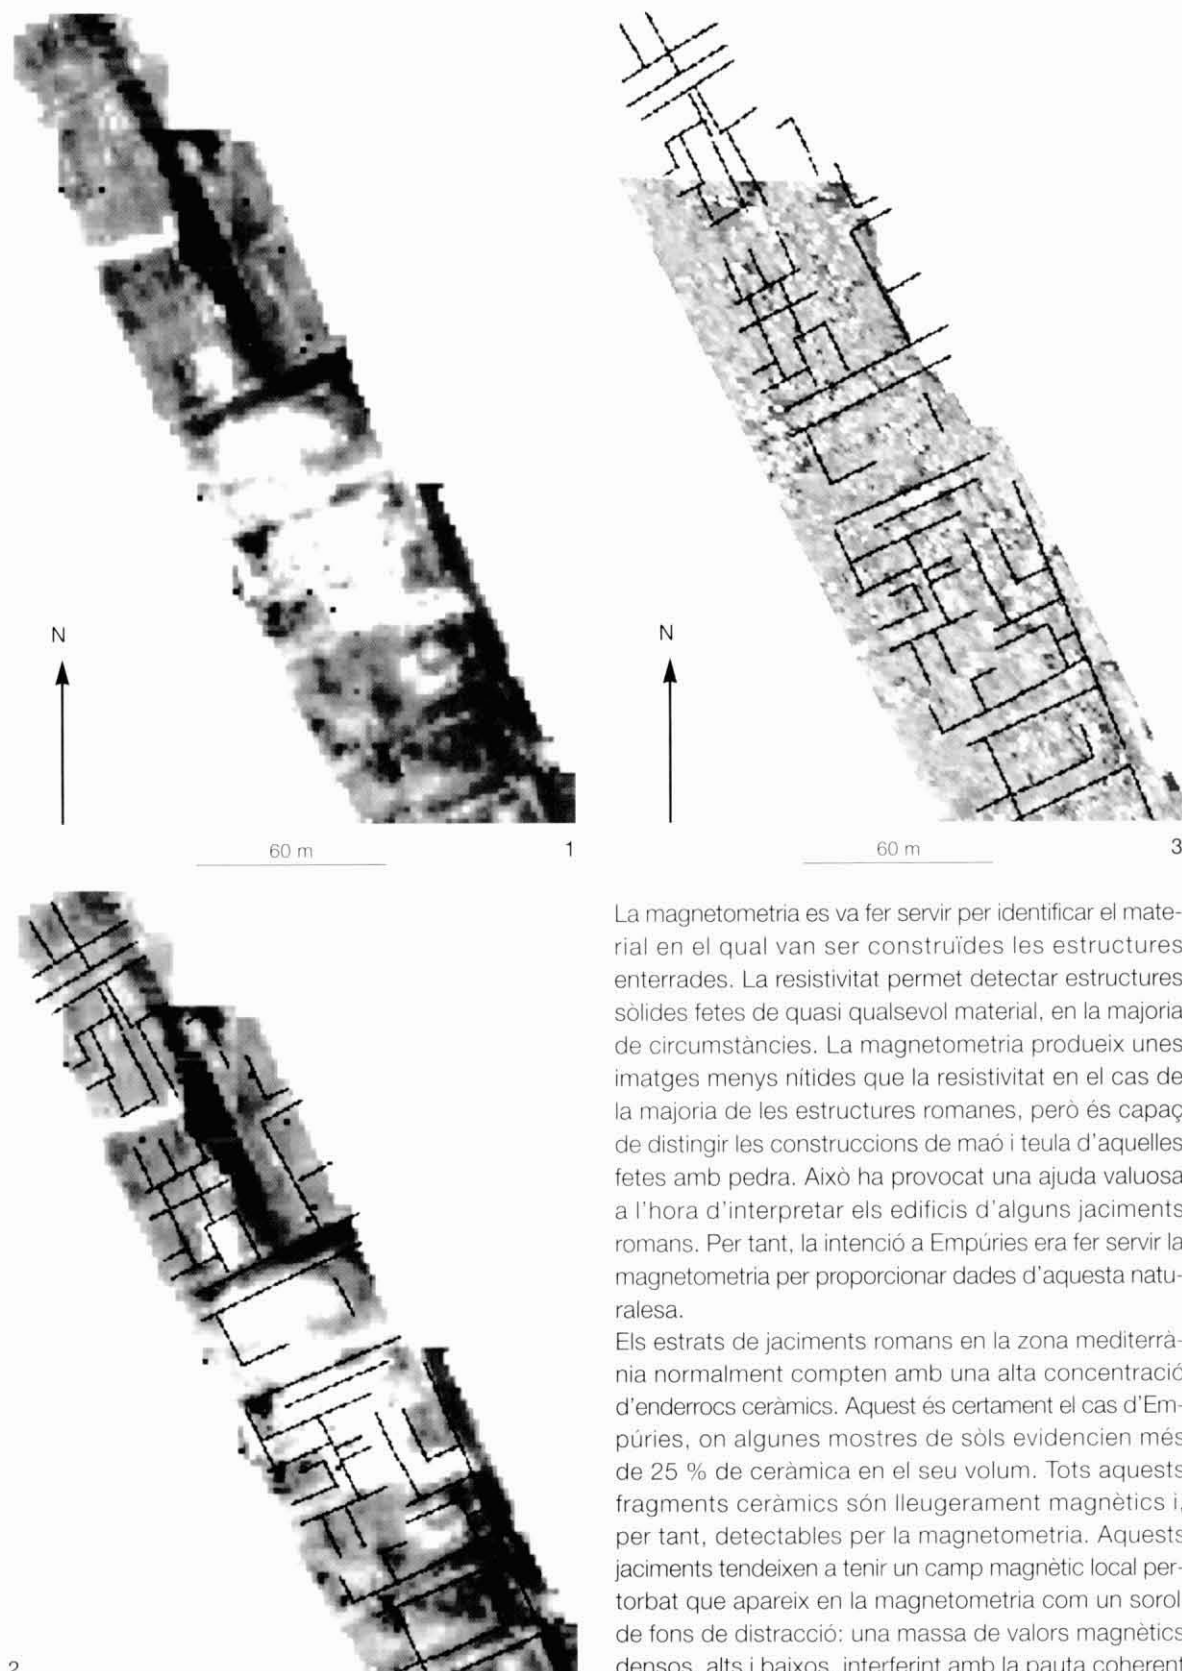 N
60 m
1
N
60 m
3
2
La magnetometria es va fer servir per identificar el mate-
rial en el qual van ser construïdes les estructures
enterrades. La resistivitat permet detectar estructures
sòlides fetes de quasi qualsevol material, en la majoria
de circumstàncies. La magnetometria produeix unes
imatges menys nítides que la resistivitat en el cas de
la majoria de les estructures romanes, però és capaç
de distingir les construccions de maó i teula d'aquelles
fetes amb pedra. Això ha provocat una ajuda valuosa
a l'hora d'interpretar els edificis d'alguns jaciments
romans. Per tant, la intenció a Empúries era fer servir la
magnetometria per proporcionar dades d'aquesta natu-
ralesa.
Els estrats de jaciments romans en la zona mediterrà-
nia normalment compten amb una alta concentració
d'enderrocs ceràmics. Aquest és certament el cas d'Em-
púries, on algunes mostres de sòls evidencien més
de 25 % de ceràmica en el seu volum. Tots aquests
fragments ceràmics són lleugerament magnètics i,
per tant, detectables per la magnetometria. Aquests
jaciments tendeixen a tenir un camp magnètic local per-
torbat que apareix en la magnetometria com un sorol
de fons de distracció: una massa de valors magnètics
densos, alts i baixos, interferint amb la pauta coherent